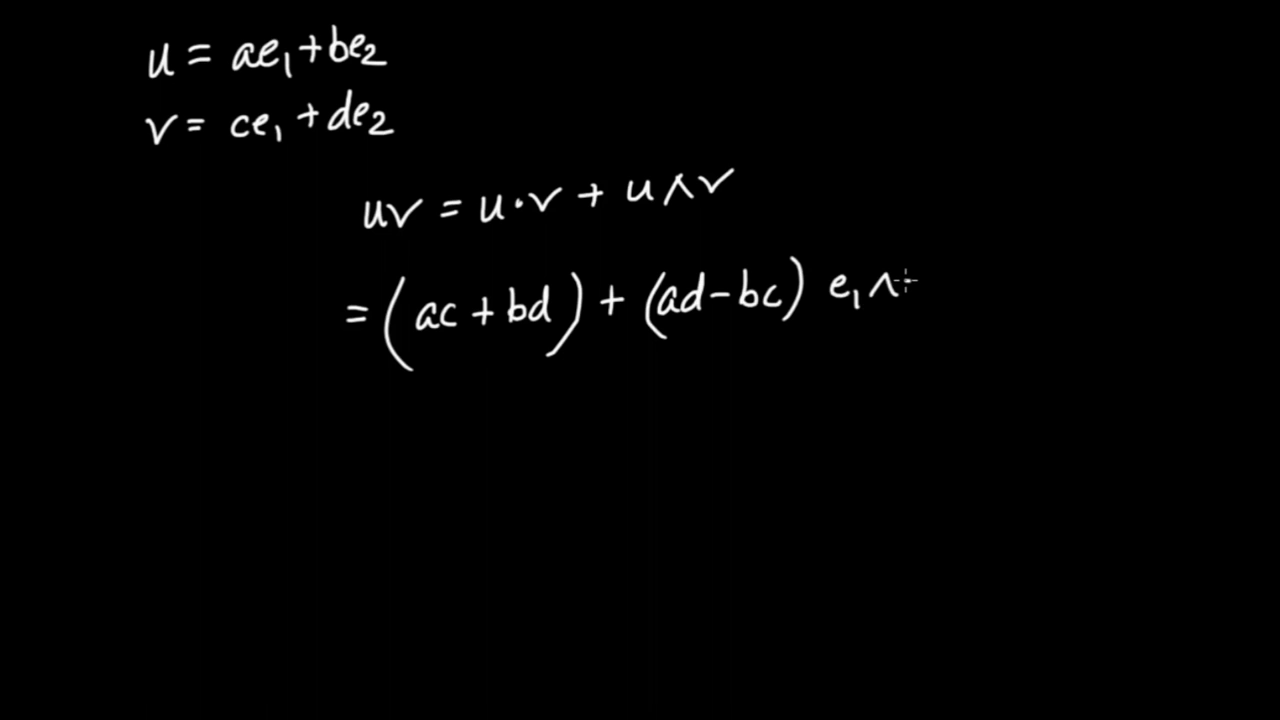 u = ae₁+be₂
v = ce₁ + de₂
uv = u·v + u∧v
= (ac + bd) + (ad-bc) e₁∧